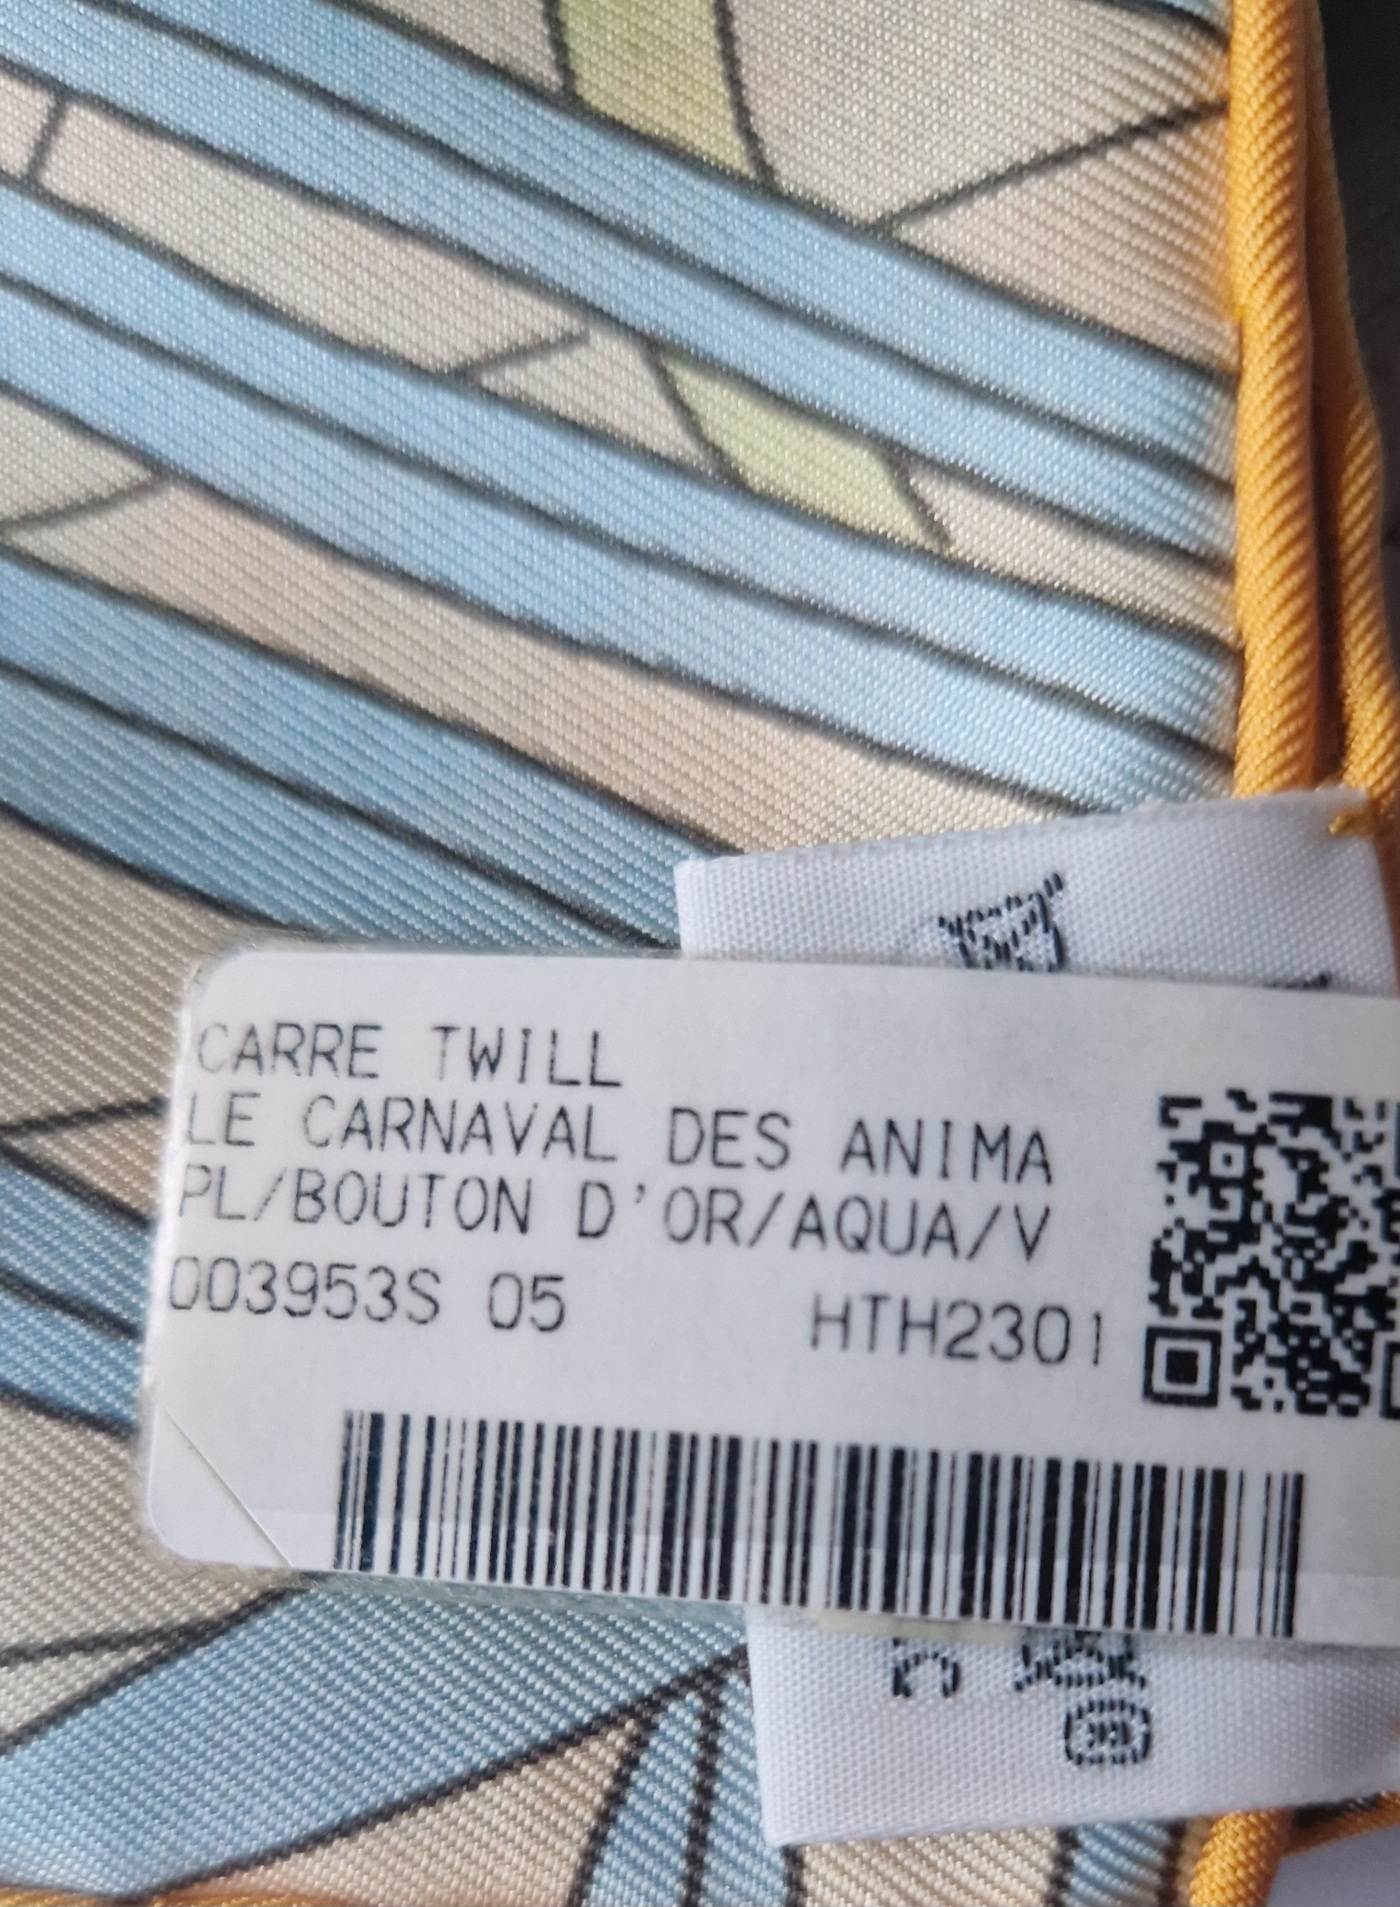 CARRE TWILL
LE CARNAVAL DES ANIMA
PL/BOUTON D'OR/AQUA/V
003953S 05 HTH2301